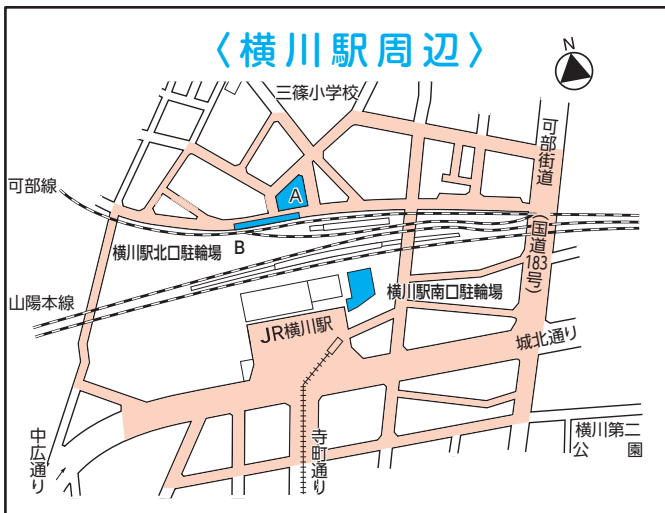 〈横川駅周辺〉
N
三篠小学校
可部街道
(国道183号)
可部線
A
B
横川駅北口駐輪場
横川駅南口駐輪場
山陽本線
JR横川駅
城北通り
中広通り
寺町通り
横川第二
公園